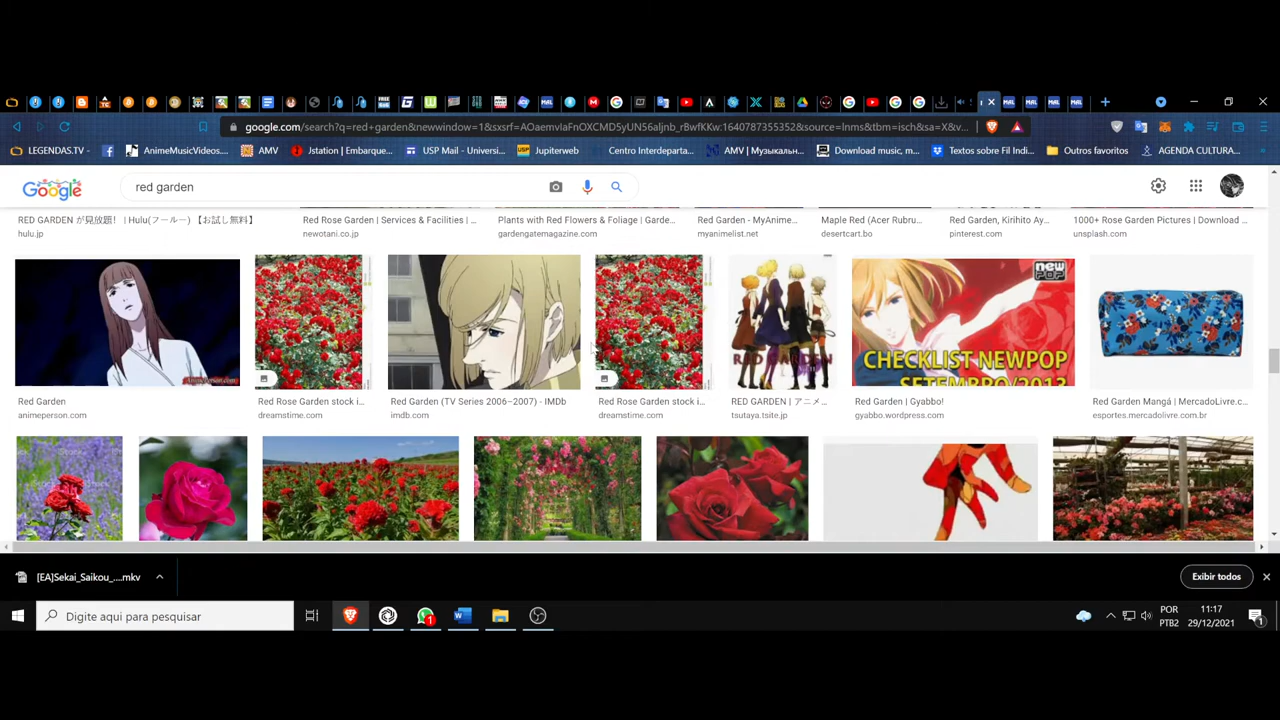 google.com/search?q=red+garden&newwindow=1&sxsrf=AOaemvIaFnOXCMD5yUN56aIjnb_rBwfKKw:1640787355352&source=lnms&tbm=isch&sa=X&v...
LEGENDAS.TV
AnimeMusicVideos...
AMV
Jstation | Embarque...
USP Mail - Universi...
Jupiterweb
Centro Interdeparta...
AMV | Музыкальн...
Download music, m...
Textos sobre Fil Indi...
Outros favoritos
AGENDA CULTURA...
Google
red garden
RED GARDEN が見放題! | Hulu(フールー) 【お試し無料】
Red Rose Garden | Services & Facilities | ...
Plants with Red Flowers & Foliage | Garde...
Red Garden - MyAnime...
Maple Red (Acer Rubru...
Red Garden, Kirihito Ay...
1000+ Rose Garden Pictures | Download ...
hulu.jp
newotani.co.jp
gardengatemagazine.com
myanimelist.net
desertcart.bo
pinterest.com
unsplash.com
new
POP
RED GARDEN
CHECKLIST NEWPOP
SETEMBRO/2013
Red Garden
Red Rose Garden stock i...
Red Garden (TV Series 2006–2007) - IMDb
Red Rose Garden stock i...
RED GARDEN | アニメ...
Red Garden | Gyabbo!
Red Garden Mangá | MercadoLivre.c...
animeperson.com
dreamstime.com
imdb.com
dreamstime.com
tsutaya.tsite.jp
gyabbo.wordpress.com
esportes.mercadolivre.com.br
[EA]Sekai_Saikou_....mkv
Exibir todos
Digite aqui para pesquisar
POR
PTB2
11:17
29/12/2021